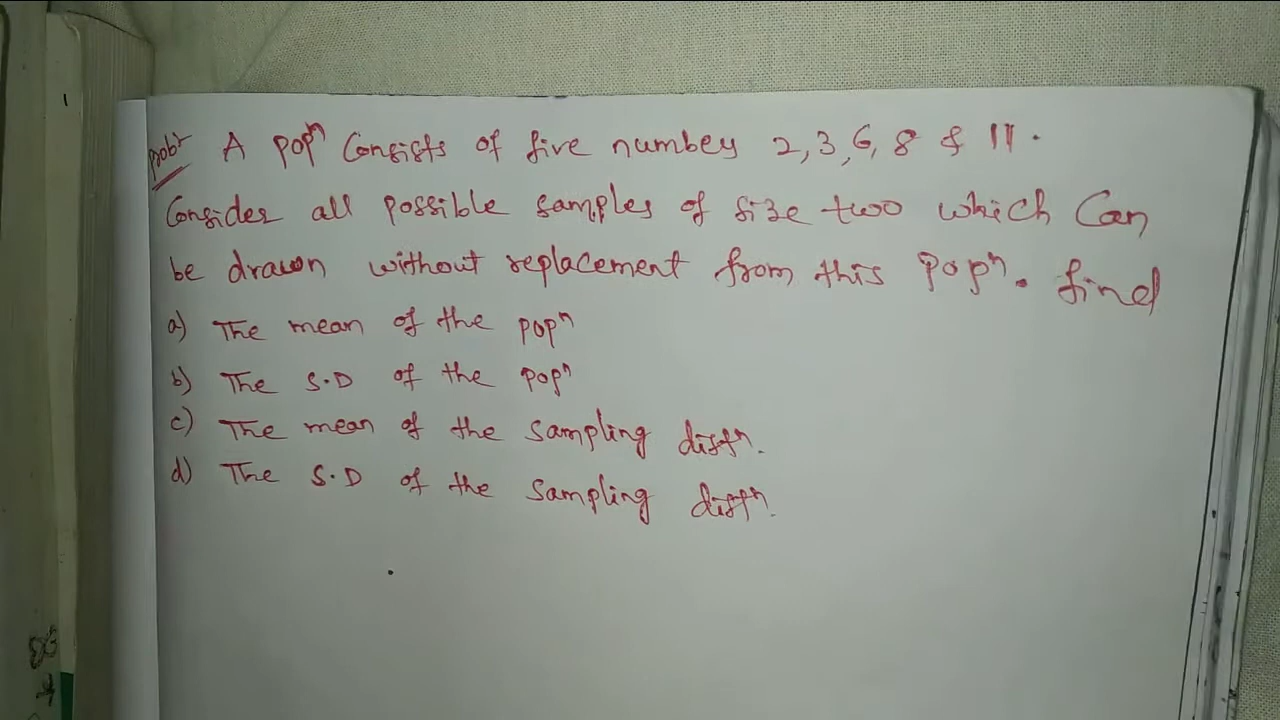 Prob:
A popⁿ Consists of five numbers 2,3,6, 8 & 11.
Consider all possible samples of size two which Can
be drawn without replacement from this popⁿ. find
a) The mean of the popⁿ
b) The S.D of the popⁿ
c) The mean of the sampling distⁿ.
d) The S.D of the sampling distⁿ.